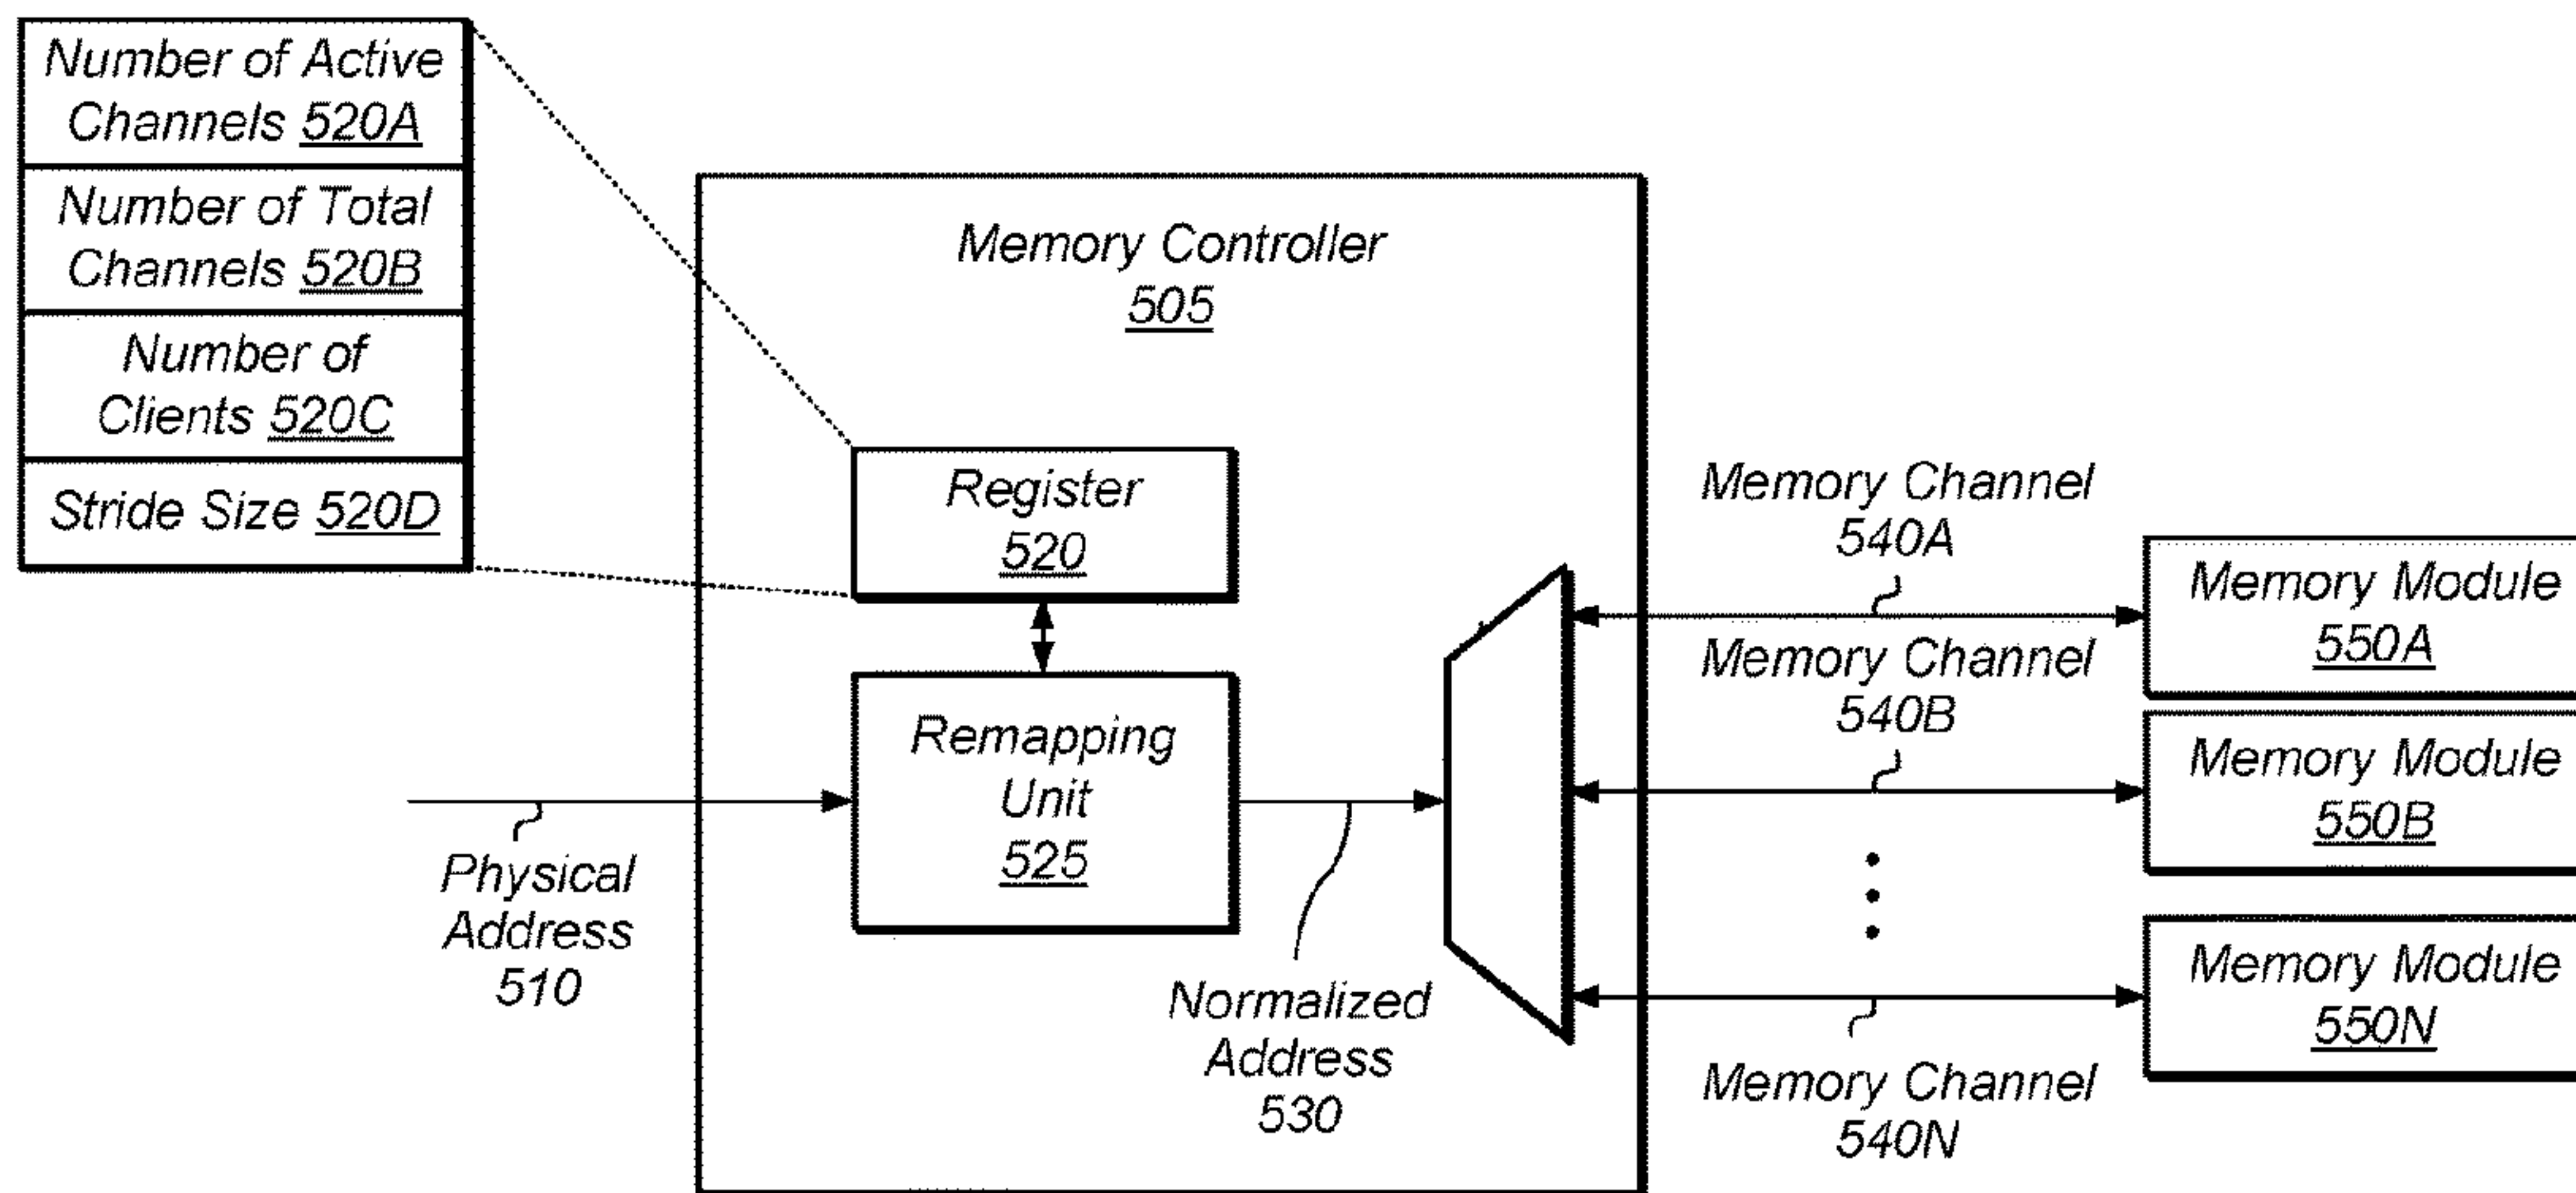 Number of Active
Channels 520A
Number of Total
Channels 520B
Number of
Clients 520C
Stride Size 520D
Memory Controller
505
Register
520
Remapping
Unit
525
Physical
Address
510
Normalized
Address
530
Memory Channel
540A
Memory Channel
540B
Memory Channel
540N
Memory Module
550A
Memory Module
550B
Memory Module
550N